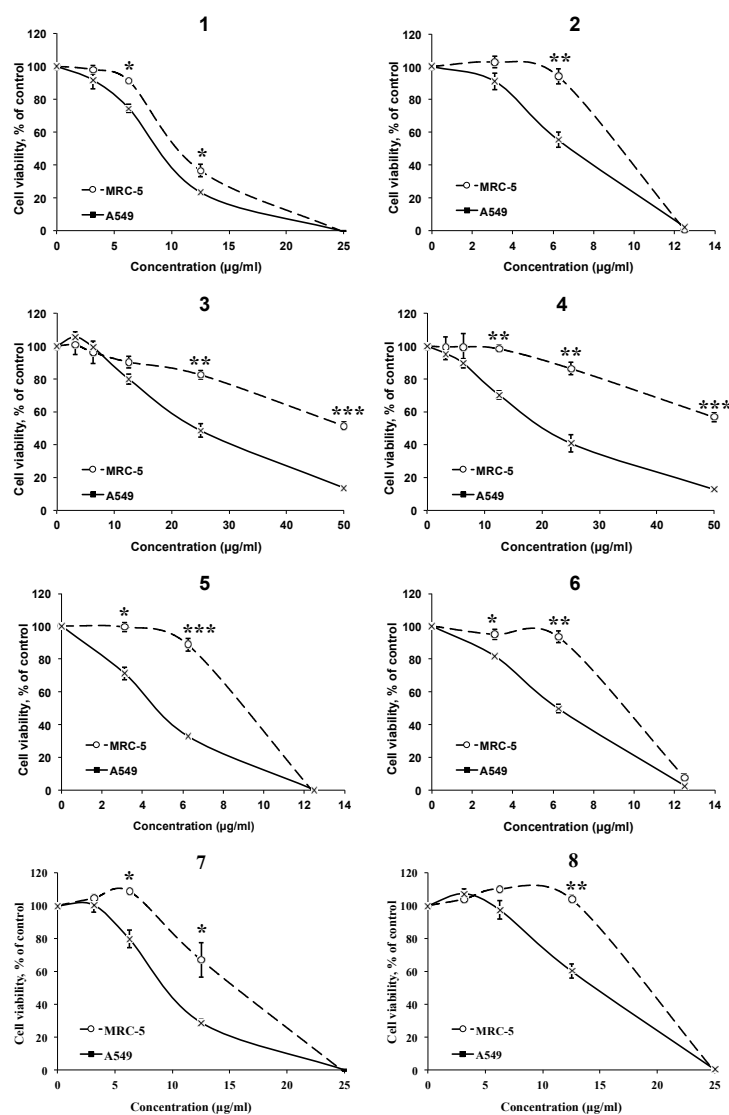 1
Cell viability, % of control
120
100
80
60
40
20
0
*
*
MRC-5
A549
0 5 10 15 20 25
Concentration (µg/ml)
2
Cell viability, % of control
120
100
80
60
40
20
0
**
MRC-5
A549
0 2 4 6 8 10 12 14
Concentration (µg/ml)
3
Cell viability, % of control
120
100
80
60
40
20
0
**
***
MRC-5
A549
0 10 20 30 40 50
Concentration (µg/ml)
4
Cell viability, % of control
120
100
80
60
40
20
0
**
**
***
MRC-5
A549
0 10 20 30 40 50
Concentration (µg/ml)
5
Cell viability, % of control
120
100
80
60
40
20
0
*
***
MRC-5
A549
0 2 4 6 8 10 12 14
Concentration (µg/ml)
6
Cell viability, % of control
120
100
80
60
40
20
0
*
**
MRC-5
A549
0 2 4 6 8 10 12 14
Concentration (µg/ml)
7
Cell viability, % of control
120
100
80
60
40
20
0
*
*
MRC-5
A549
0 5 10 15 20 25
Concentration (µg/ml)
8
Cell viability, % of control
120
100
80
60
40
20
0
**
MRC-5
A549
0 5 10 15 20 25
Concentration (µg/ml)